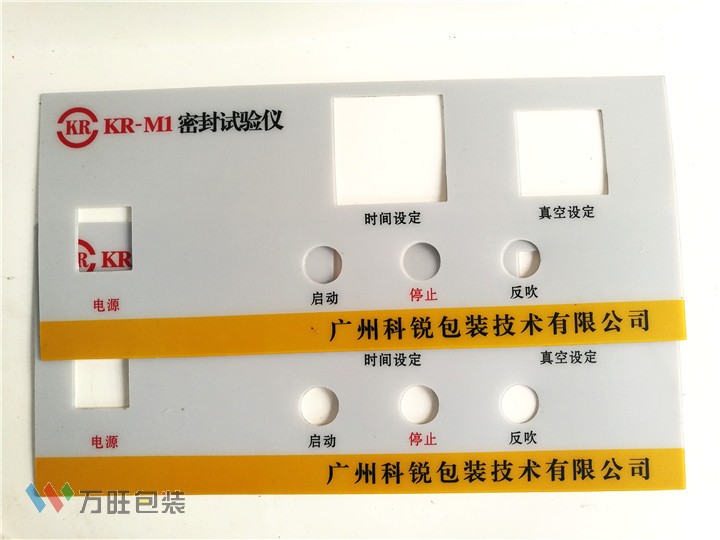 KR KR-M1 密封试验仪
时间设定 真空设定
R KR
电源 启动 停止 反吹
广州科锐包装技术有限公司
时间设定 真空设定
电源 启动 停止 反吹
广州科锐包装技术有限公司
万旺包装